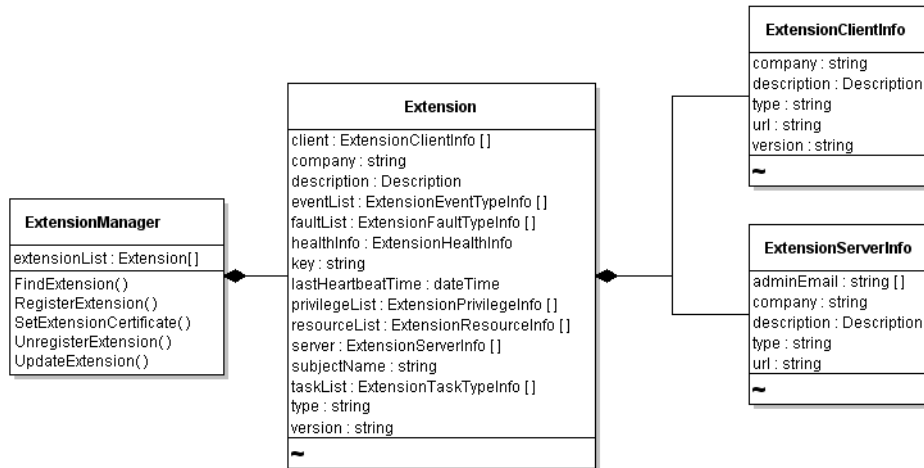 ExtensionManager
extensionList : Extension[]
FindExtension()
RegisterExtension()
SetExtensionCertificate()
UnregisterExtension()
UpdateExtension()
Extension
client : ExtensionClientInfo []
company : string
description : Description
eventList : ExtensionEventTypeInfo []
faultList : ExtensionFaultTypeInfo []
healthInfo : ExtensionHealthInfo
key : string
lastHeartbeatTime : dateTime
privilegeList : ExtensionPrivilegeInfo []
resourceList : ExtensionResourceInfo []
server : ExtensionServerInfo []
subjectName : string
taskList : ExtensionTaskTypeInfo []
type : string
version : string
~
ExtensionClientInfo
company : string
description : Description
type : string
url : string
version : string
~
ExtensionServerInfo
adminEmail : string []
company : string
description : Description
type : string
url : string
~